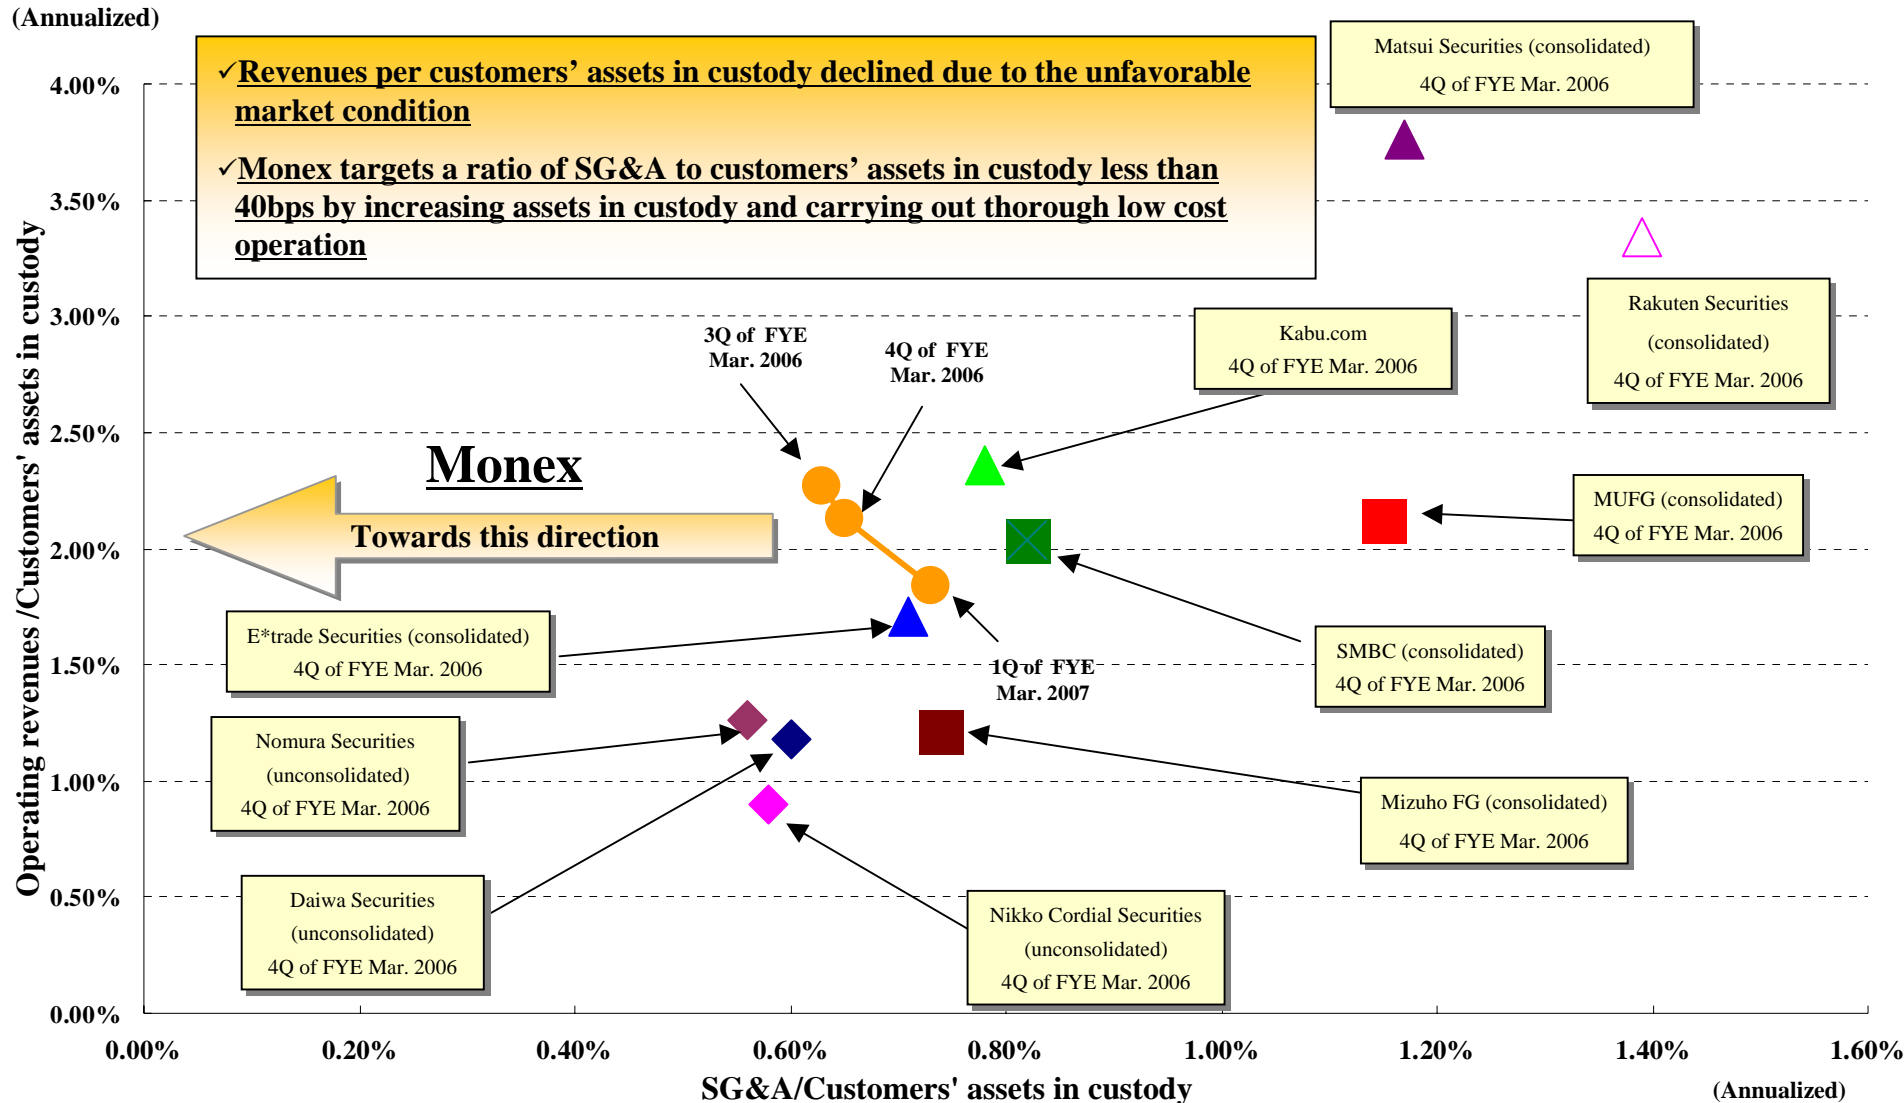 (Annualized)
✓Revenues per customers’ assets in custody declined due to the unfavorable
market condition
✓Monex targets a ratio of SG&A to customers’ assets in custody less than
40bps by increasing assets in custody and carrying out thorough low cost
operation
Matsui Securities (consolidated)
4Q of FYE Mar. 2006
4.00%
3.50%
3.00%
2.50%
2.00%
1.50%
1.00%
0.50%
0.00%
Operating revenues /Customers' assets in custody
Rakuten Securities
(consolidated)
4Q of FYE Mar. 2006
Kabu.com
4Q of FYE Mar. 2006
3Q of FYE
Mar. 2006
4Q of FYE
Mar. 2006
Monex
Towards this direction
MUFG (consolidated)
4Q of FYE Mar. 2006
E*trade Securities (consolidated)
4Q of FYE Mar. 2006
1Q of FYE
Mar. 2007
SMBC (consolidated)
4Q of FYE Mar. 2006
Nomura Securities
(unconsolidated)
4Q of FYE Mar. 2006
Mizuho FG (consolidated)
4Q of FYE Mar. 2006
Daiwa Securities
(unconsolidated)
4Q of FYE Mar. 2006
Nikko Cordial Securities
(unconsolidated)
4Q of FYE Mar. 2006
0.00% 0.20% 0.40% 0.60% 0.80% 1.00% 1.20% 1.40% 1.60%
SG&A/Customers' assets in custody
(Annualized)